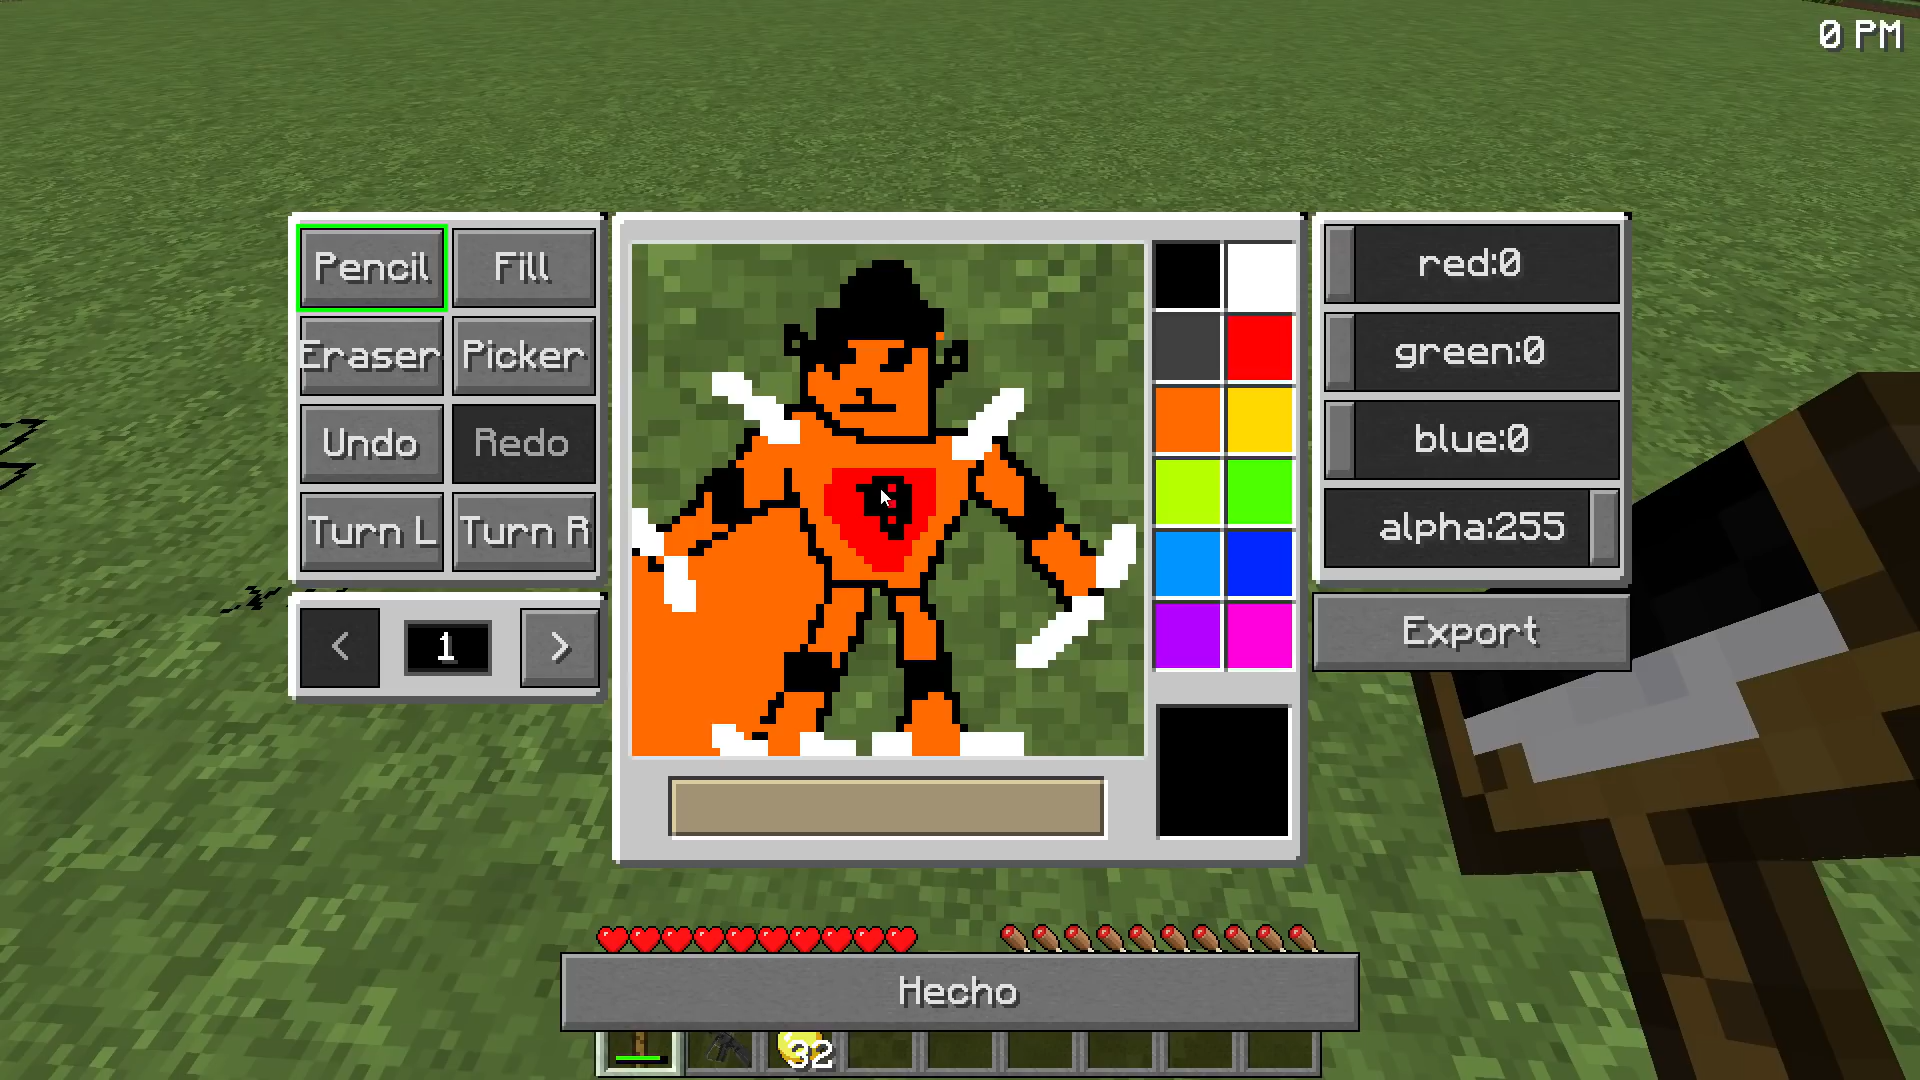 0 PM
Pencil Fill
Eraser Picker
Undo Redo
Turn L Turn R
< 1 >
red:0
green:0
blue:0
alpha:255
Export
Hecho
32